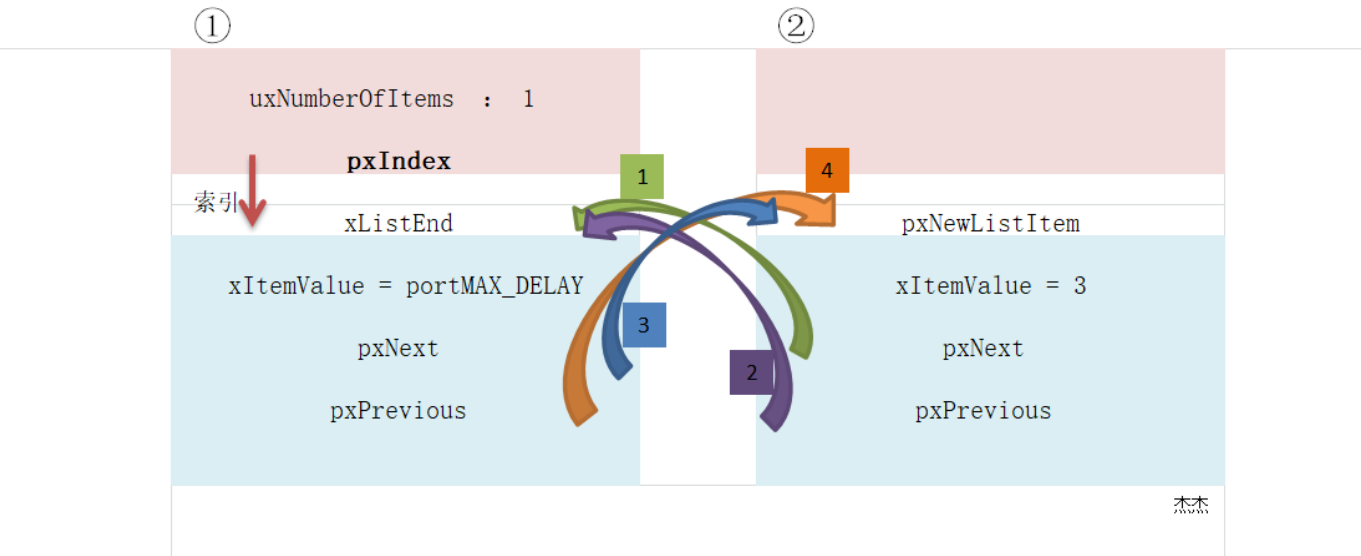 ① ②
uxNumberOfItems : 1
pxIndex
1 4
索引
xListEnd pxNewListItem
xItemValue = portMAX_DELAY xItemValue = 3
3
pxNext pxNext
2
pxPrevious pxPrevious
杰杰